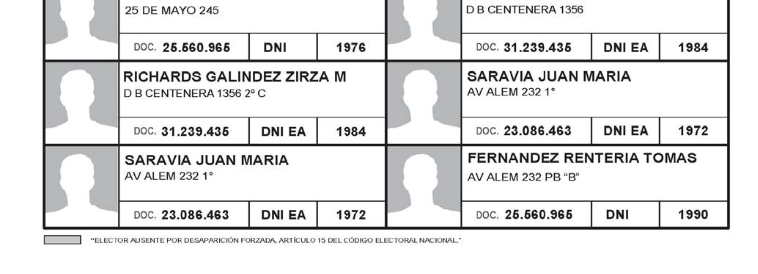 25 DE MAYO 245
DOC. 25.560.965 DNI 1976
D B CENTENERA 1356
DOC. 31.239.435 DNI EA 1984
RICHARDS GALINDEZ ZIRZA M
D B CENTENERA 1356 2º C
DOC. 31.239.435 DNI EA 1984
SARAVIA JUAN MARIA
AV ALEM 232 1°
DOC. 23.086.463 DNI EA 1972
SARAVIA JUAN MARIA
AV ALEM 232 1°
DOC. 23.086.463 DNI EA 1972
FERNANDEZ RENTERIA TOMAS
AV ALEM 232 PB “B”
DOC. 25.560.965 DNI 1990
"ELECTOR AUSENTE POR DESAPARICIÓN FORZADA, ARTÍCULO 15 DEL CÓDIGO ELECTORAL NACIONAL."